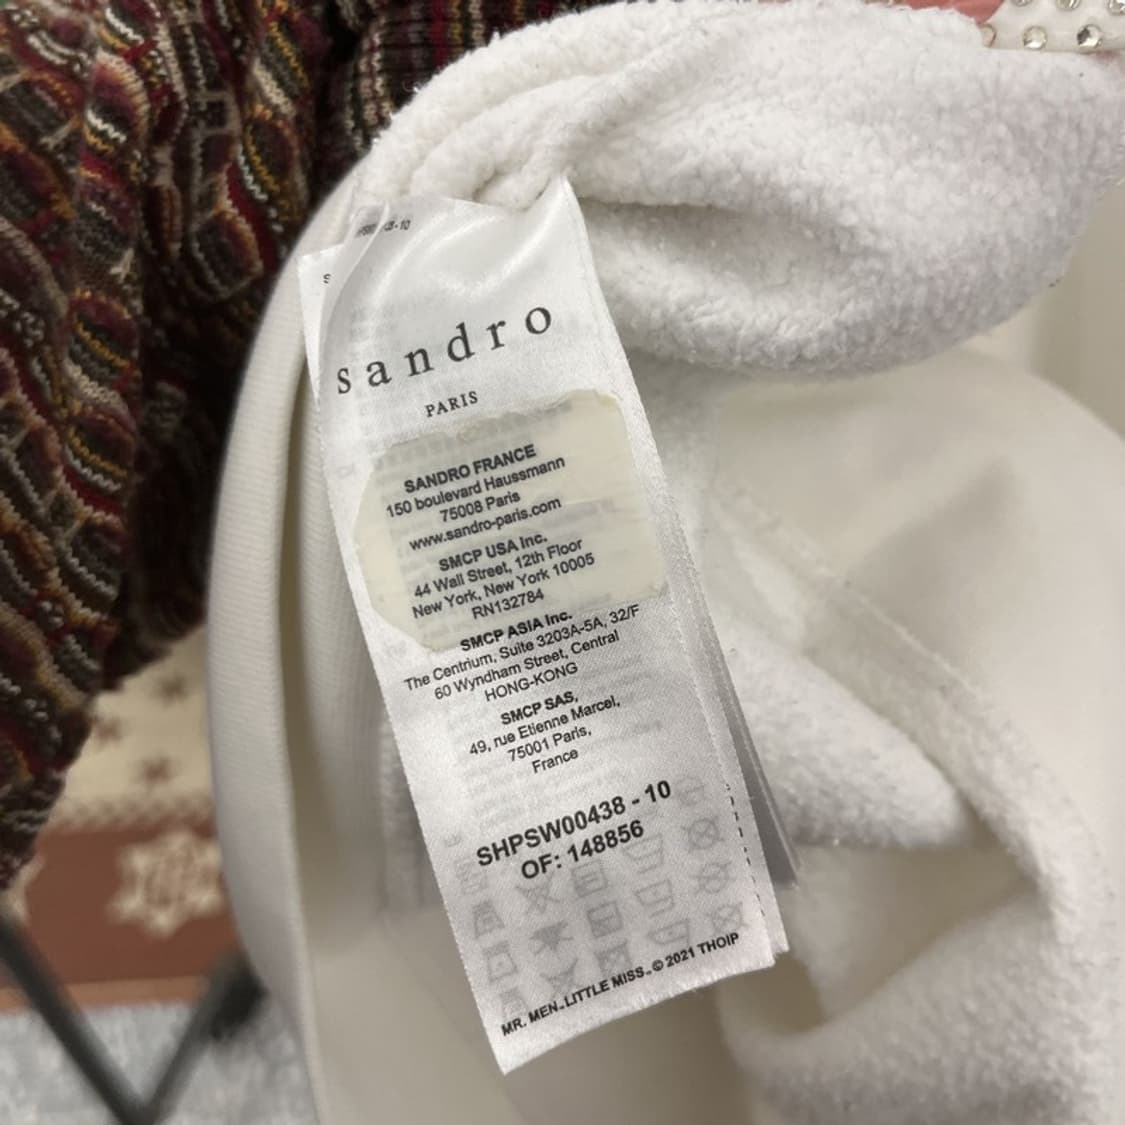 sandro
PARIS
SANDRO FRANCE
150 boulevard Haussmann
75008 Paris
www.sandro-paris.com
SMCP USA Inc.
44 Wall Street, 12th Floor
New York, New York 10005
RN132784
SMCP ASIA Inc.
The Centrium, Suite 3203A-5A, 32/F
60 Wyndham Street, Central
HONG-KONG
SMCP SAS,
49, rue Etienne Marcel,
75001 Paris,
France
SHPSW00438 - 10
OF: 148856
MR. MEN.. LITTLE MISS.. © 2021 THOIP